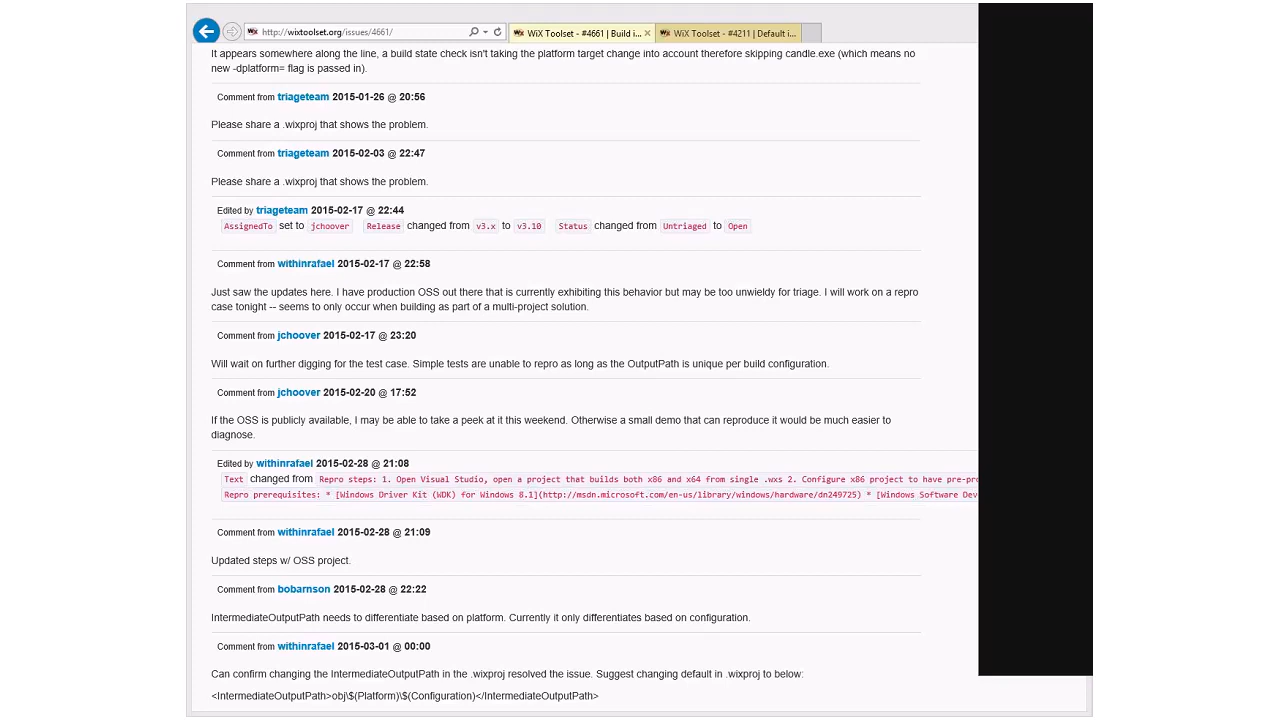 http://wixtoolset.org/issues/4661/
WiX Toolset - #4661 | Build i...
WiX Toolset - #4211 | Default i...
It appears somewhere along the line, a build state check isn't taking the platform target change into account therefore skipping candle.exe (which means no
new -dplatform= flag is passed in).
Comment from triageteam 2015-01-26 @ 20:56
Please share a .wixproj that shows the problem.
Comment from triageteam 2015-02-03 @ 22:47
Please share a .wixproj that shows the problem.
Edited by triageteam 2015-02-17 @ 22:44
AssignedTo set to jchoover Release changed from v3.x to v3.10 Status changed from Untriaged to Open
Comment from withinrafael 2015-02-17 @ 22:58
Just saw the updates here. I have production OSS out there that is currently exhibiting this behavior but may be too unwieldy for triage. I will work on a repro
case tonight -- seems to only occur when building as part of a multi-project solution.
Comment from jchoover 2015-02-17 @ 23:20
Will wait on further digging for the test case. Simple tests are unable to repro as long as the OutputPath is unique per build configuration.
Comment from jchoover 2015-02-20 @ 17:52
If the OSS is publicly available, I may be able to take a peek at it this weekend. Otherwise a small demo that can reproduce it would be much easier to
diagnose.
Edited by withinrafael 2015-02-28 @ 21:08
Text changed from Repro steps: 1. Open Visual Studio, open a project that builds both x86 and x64 from single .wxs 2. Configure x86 project to have pre-pro
Repro prerequisites: * [Windows Driver Kit (WDK) for Windows 8.1](http://msdn.microsoft.com/en-us/library/windows/hardware/dn249725) * [Windows Software Dev
Comment from withinrafael 2015-02-28 @ 21:09
Updated steps w/ OSS project.
Comment from bobarnson 2015-02-28 @ 22:22
IntermediateOutputPath needs to differentiate based on platform. Currently it only differentiates based on configuration.
Comment from withinrafael 2015-03-01 @ 00:00
Can confirm changing the IntermediateOutputPath in the .wixproj resolved the issue. Suggest changing default in .wixproj to below:
<IntermediateOutputPath>obj\$(Platform)\$(Configuration)</IntermediateOutputPath>